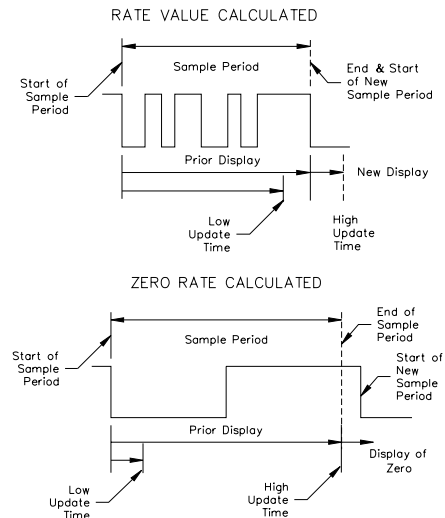 RATE VALUE CALCULATED
Sample Period
Start of
Sample
Period
End & Start
of New
Sample Period
Prior Display
New Display
Low
Update
Time
High
Update
Time
ZERO RATE CALCULATED
Sample Period
Start of
Sample
Period
End of
Sample
Period
Start of
New
Sample
Period
Prior Display
Display of
Zero
Low
Update
Time
High
Update
Time